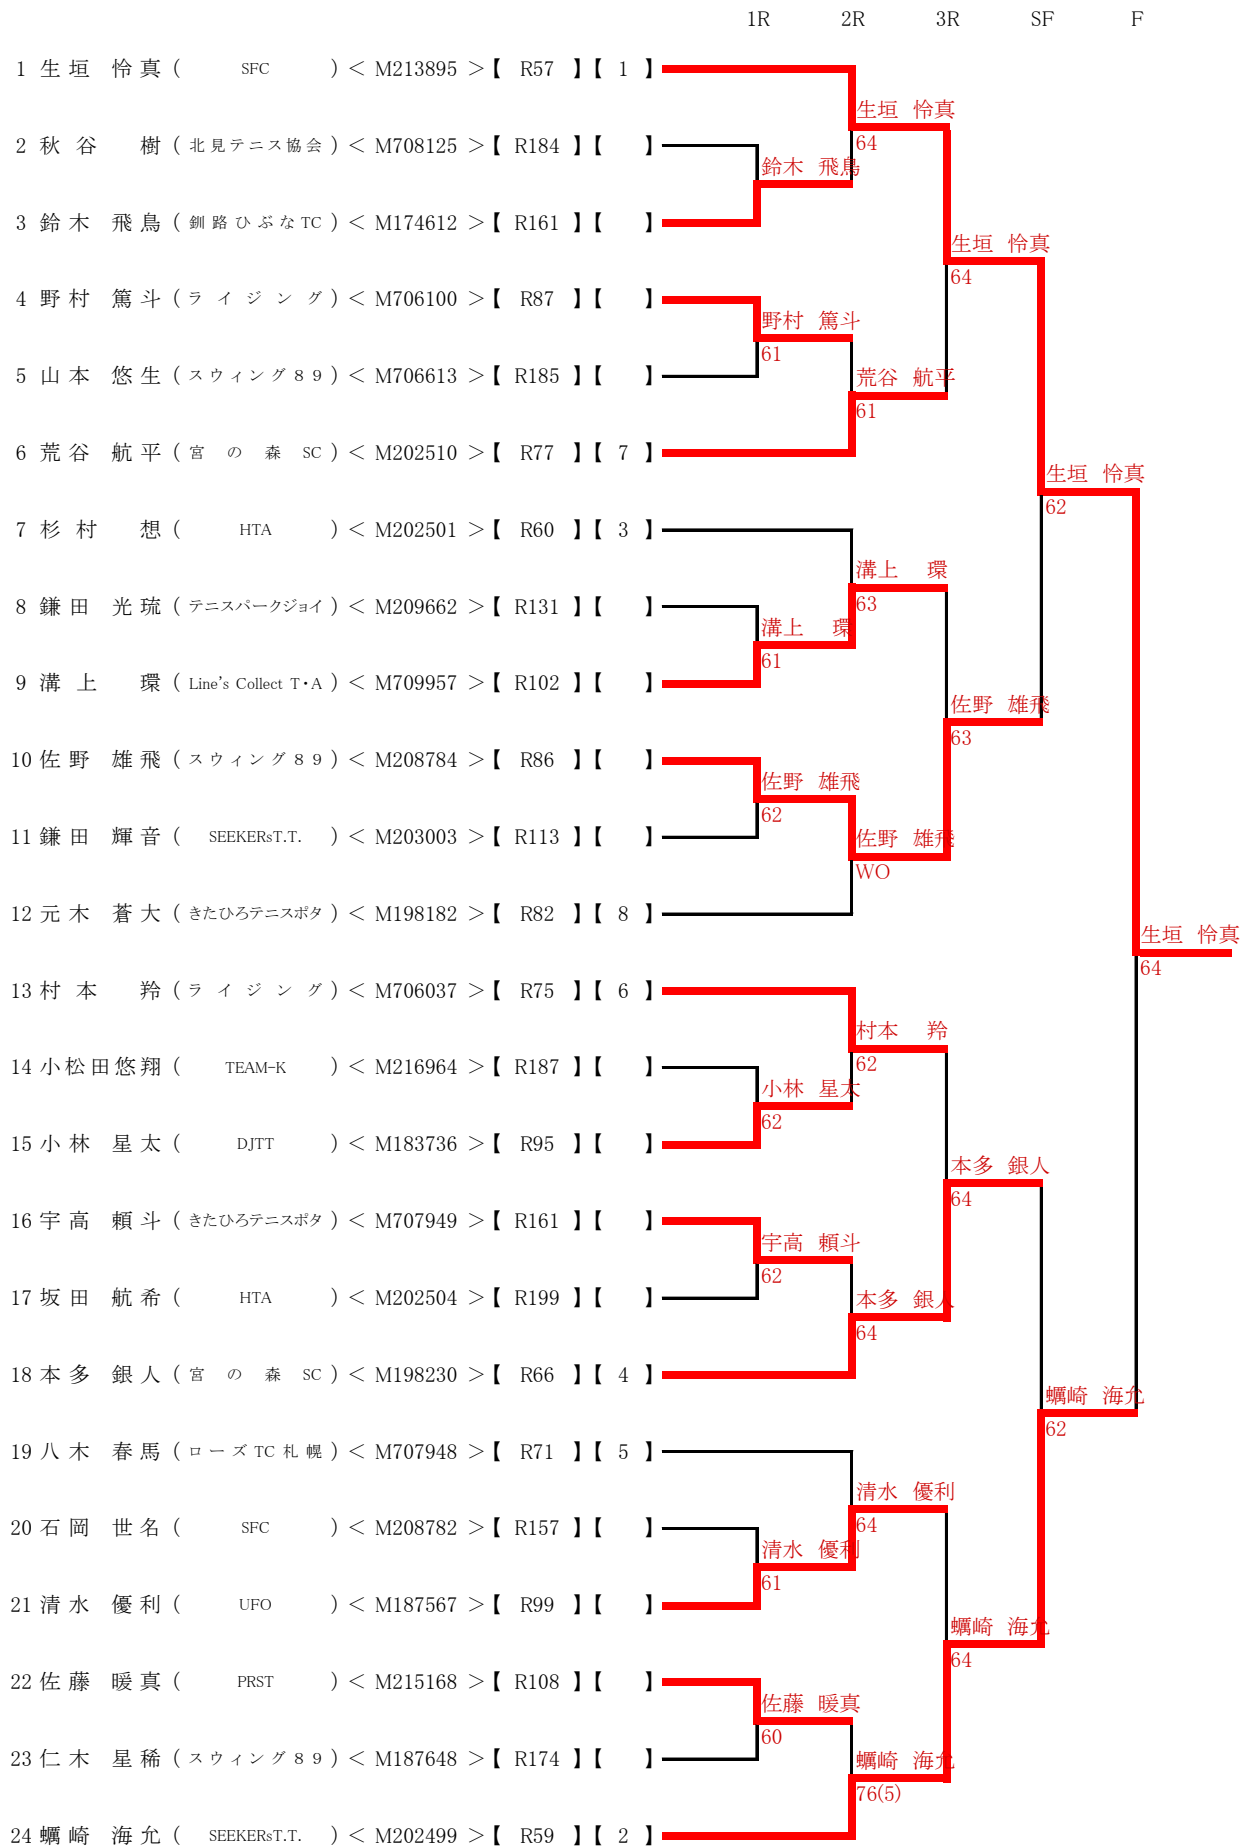 1R 2R 3R SF F
1 生垣 怜真 ( SFC ) < M213895 > 【 R57 】【 1 】
生垣 怜真
2 秋谷 樹 ( 北見テニス協会 ) < M708125 > 【 R184 】【 】
64
鈴木 飛鳥
3 鈴木 飛鳥 ( 釧路ひぶなTC ) < M174612 > 【 R161 】【 】
生垣 怜真
64
4 野村 篤斗 ( ライジング ) < M706100 > 【 R87 】【 】
野村 篤斗
61
5 山本 悠生 ( スウィング89 ) < M706613 > 【 R185 】【 】
荒谷 航平
61
6 荒谷 航平 ( 宮の森SC ) < M202510 > 【 R77 】【 7 】
生垣 怜真
62
7 杉村 想 ( HTA ) < M202501 > 【 R60 】【 3 】
溝上 環
63
8 鎌田 光琉 ( テニスパークジョイ ) < M209662 > 【 R131 】【 】
溝上 環
61
9 溝上 環 ( Line's Collect T・A ) < M709957 > 【 R102 】【 】
佐野 雄飛
63
10 佐野 雄飛 ( スウィング89 ) < M208784 > 【 R86 】【 】
佐野 雄飛
62
11 鎌田 輝音 ( SEEKERsT.T. ) < M203003 > 【 R113 】【 】
佐野 雄飛
WO
12 元木 蒼大 ( きたひろテニスポタ ) < M198182 > 【 R82 】【 8 】
生垣 怜真
64
13 村本 羚 ( ライジング ) < M706037 > 【 R75 】【 6 】
村本 羚
62
14 小松田悠翔 ( TEAM-K ) < M216964 > 【 R187 】【 】
小林 星太
62
15 小林 星太 ( DJTT ) < M183736 > 【 R95 】【 】
本多 銀人
64
16 宇高 頼斗 ( きたひろテニスポタ ) < M707949 > 【 R161 】【 】
宇高 頼斗
62
17 坂田 航希 ( HTA ) < M202504 > 【 R199 】【 】
本多 銀人
64
18 本多 銀人 ( 宮の森SC ) < M198230 > 【 R66 】【 4 】
蠣崎 海允
62
19 八木 春馬 ( ローズTC札幌 ) < M707948 > 【 R71 】【 5 】
清水 優利
64
20 石岡 世名 ( SFC ) < M208782 > 【 R157 】【 】
清水 優利
61
21 清水 優利 ( UFO ) < M187567 > 【 R99 】【 】
蠣崎 海允
64
22 佐藤 暖真 ( PRST ) < M215168 > 【 R108 】【 】
佐藤 暖真
60
23 仁木 星稀 ( スウィング89 ) < M187648 > 【 R174 】【 】
蠣崎 海允
76(5)
24 蠣崎 海允 ( SEEKERsT.T. ) < M202499 > 【 R59 】【 2 】